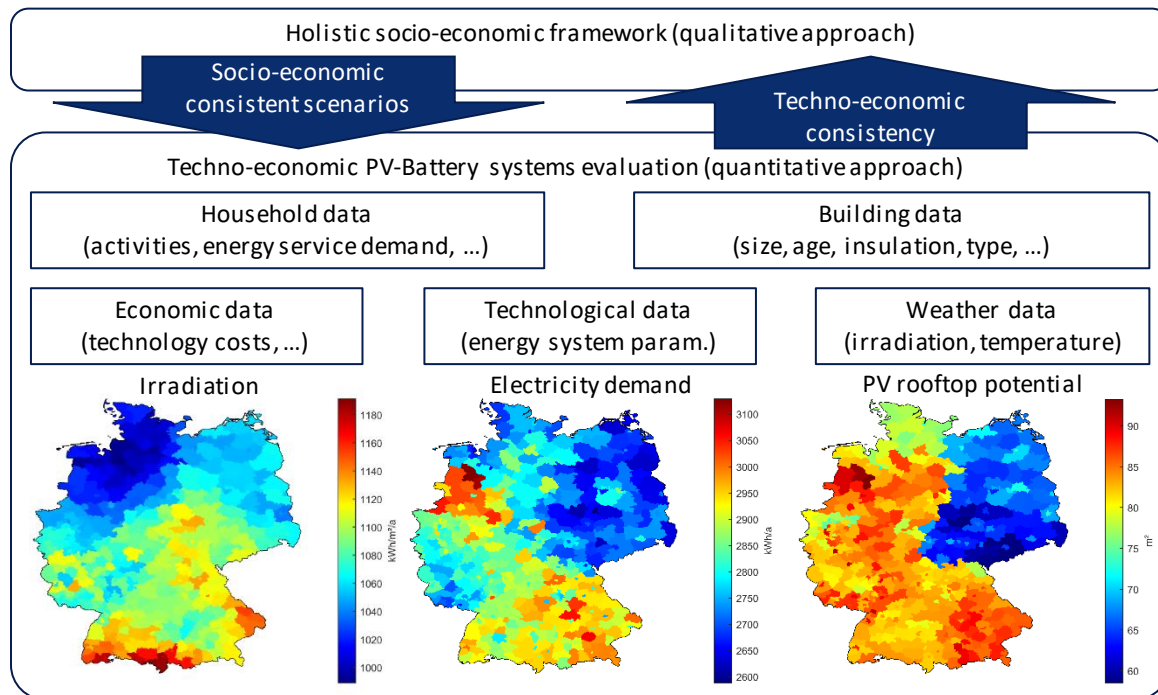 Holistic socio-economic framework (qualitative approach)
Socio-economic
consistent scenarios
Techno-economic
consistency
Techno-economic PV-Battery systems evaluation (quantitative approach)
Household data
(activities, energy service demand, ...)
Building data
(size, age, insulation, type, ...)
Economic data
(technology costs, ...)
Technological data
(energy system param.)
Weather data
(irradiation, temperature)
Irradiation
1180
1160
1140
1120
1100
1080
1060
1040
1020
1000
kWh/m²/a
Electricity demand
3100
3050
3000
2950
2900
2850
2800
2750
2700
2650
2600
kWh/a
PV rooftop potential
90
85
80
75
70
65
60
m²